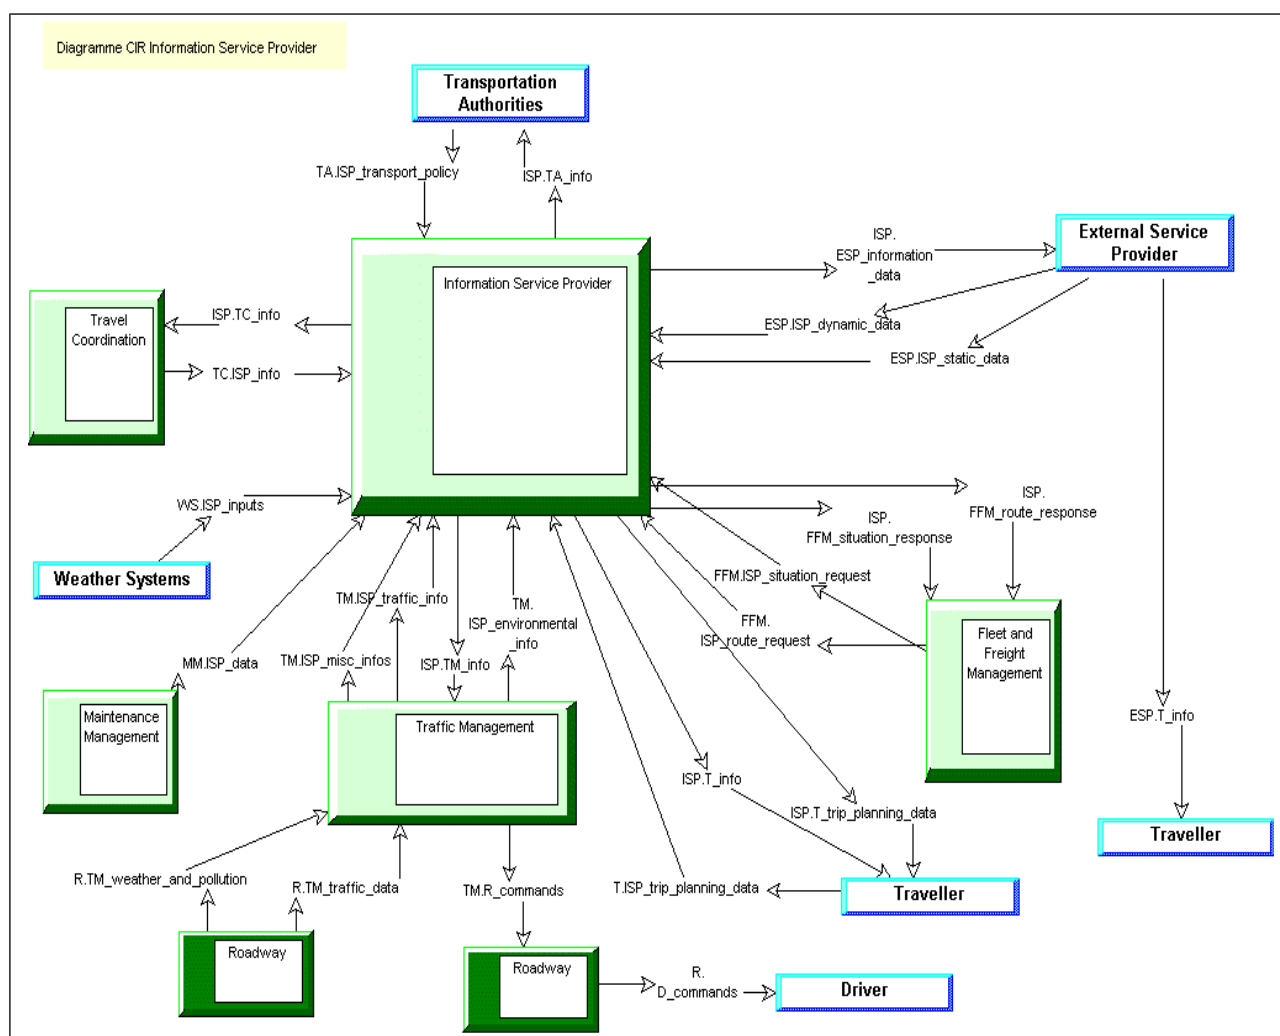 Diagramme CIR Information Service Provider
Transportation
Authorities
TA.ISP_transport_policy
ISP.TA_info
Information Service Provider
ISP.
ESP_information
_data
External Service
Provider
ESP.ISP_dynamic_data
ESP.ISP_static_data
Travel
Coordination
ISP.TC_info
TC.ISP_info
WS.ISP_inputs
Weather Systems
ISP.
FFM_route_response
ISP.
FFM_situation_response
FFM.ISP_situation_request
FFM.
ISP_route_request
Fleet and
Freight
Management
TM.ISP_traffic_info
TM.
ISP_environmental
_info
MM.ISP_data
TM.ISP_misc_infos
ISP.TM_info
Maintenance
Management
Traffic Management
ESP.T_info
ISP.T_info
ISP.T_trip_planning_data
Traveller
R.TM_weather_and_pollution
R.TM_traffic_data
TM.R_commands
T.ISP_trip_planning_data
Traveller
Roadway
Roadway
R.
D_commands
Driver